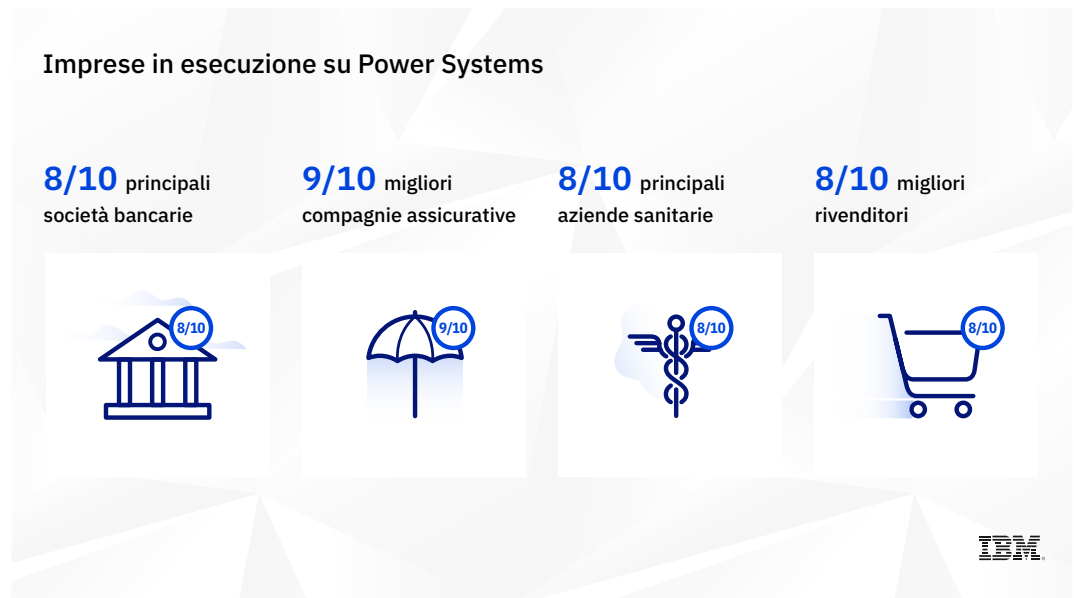 Imprese in esecuzione su Power Systems
8/10 principali
società bancarie
9/10 migliori
compagnie assicurative
8/10 principali
aziende sanitarie
8/10 migliori
rivenditori
8/10
9/10
8/10
8/10
IBM®